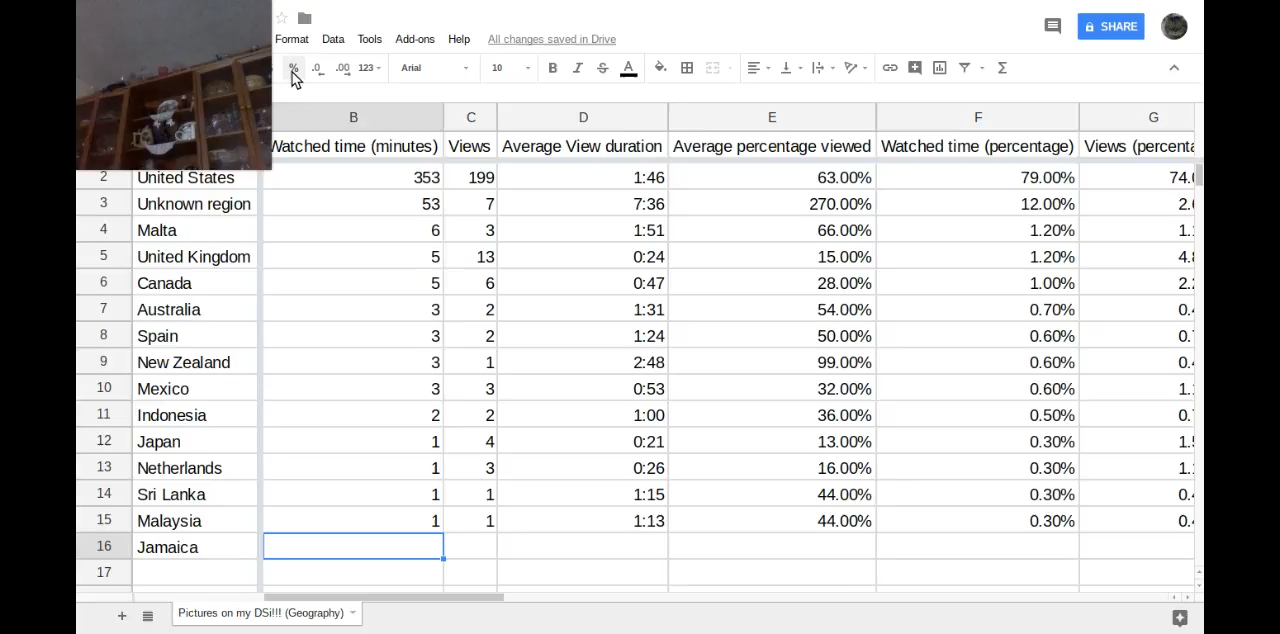 Format Data Tools Help All changes saved in Drive SHARE
% .0 .00 123 Arial 10 B I S A Σ
B C D E F G
Watched time (minutes) Views Average View duration Average percentage viewed Watched time (percentage) Views
2 United States 353 199 1:46 63.00% 79.00%
3 Unknown region 53 7 7:36 270.00% 12.00%
4 Malta 6 3 1:51 66.00% 1.20%
5 United Kingdom 5 13 0:24 15.00% 1.20%
6 Canada 5 6 0:47 28.00% 1.00%
7 Australia 3 2 1:31 54.00% 0.70%
8 Spain 3 2 1:24 50.00% 0.60%
9 New Zealand 3 1 2:48 99.00% 0.60%
10 Mexico 3 3 0:53 32.00% 0.60%
11 Indonesia 2 2 1:00 36.00% 0.50%
12 Japan 1 4 0:21 13.00% 0.30%
13 Netherlands 1 3 0:26 16.00% 0.30%
14 Sri Lanka 1 1 1:15 44.00% 0.30%
15 Malaysia 1 1 1:13 44.00% 0.30%
16 Jamaica
17
Pictures on my DSi!!! (Geography)